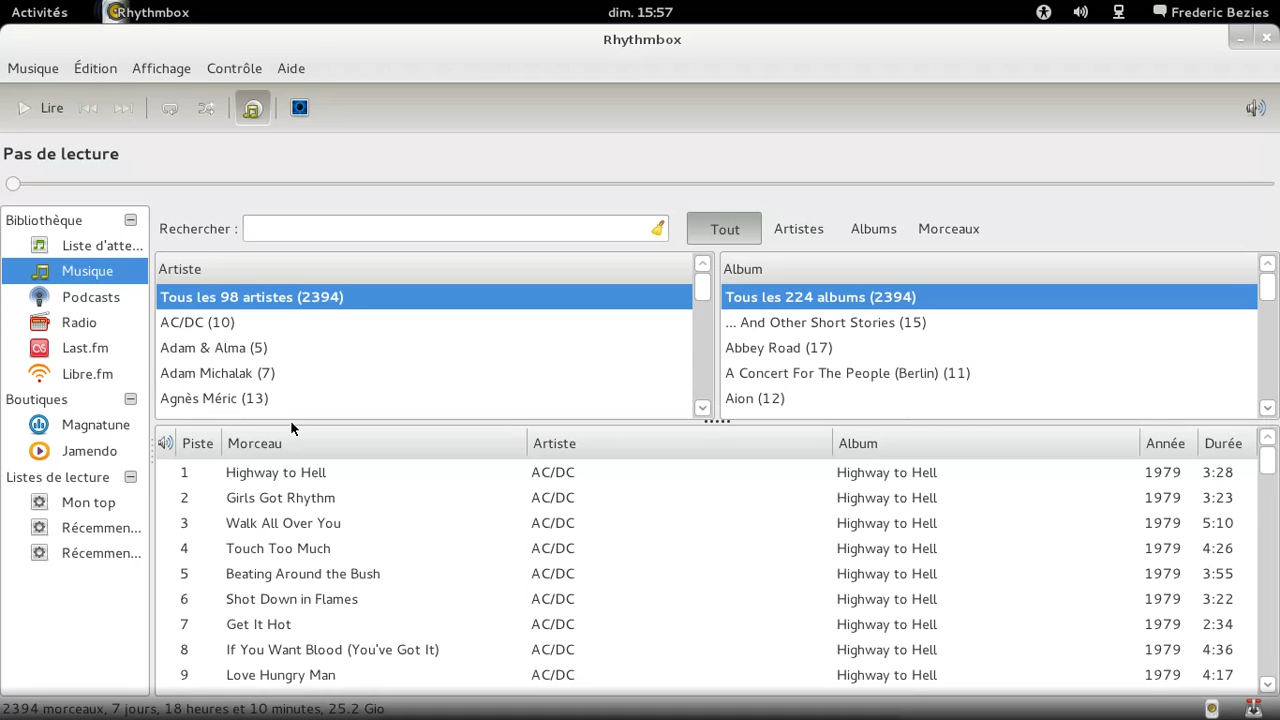 Activités Rhythmbox dim. 15:57 Frederic Bezies
Rhythmbox
Musique Édition Affichage Contrôle Aide
Lire
Pas de lecture
Bibliothèque
Liste d'atte...
Musique
Podcasts
Radio
Last.fm
Libre.fm
Boutiques
Magnatune
Jamendo
Listes de lecture
Mon top
Récemmen...
Récemmen...
Rechercher : Tout Artistes Albums Morceaux
Artiste
Tous les 98 artistes (2394)
AC/DC (10)
Adam & Alma (5)
Adam Michalak (7)
Agnès Méric (13)
Album
Tous les 224 albums (2394)
... And Other Short Stories (15)
Abbey Road (17)
A Concert For The People (Berlin) (11)
Aion (12)
Piste Morceau Artiste Album Année Durée
1 Highway to Hell AC/DC Highway to Hell 1979 3:28
2 Girls Got Rhythm AC/DC Highway to Hell 1979 3:23
3 Walk All Over You AC/DC Highway to Hell 1979 5:10
4 Touch Too Much AC/DC Highway to Hell 1979 4:26
5 Beating Around the Bush AC/DC Highway to Hell 1979 3:55
6 Shot Down in Flames AC/DC Highway to Hell 1979 3:22
7 Get It Hot AC/DC Highway to Hell 1979 2:34
8 If You Want Blood (You've Got It) AC/DC Highway to Hell 1979 4:36
9 Love Hungry Man AC/DC Highway to Hell 1979 4:17
2394 morceaux, 7 jours, 18 heures et 10 minutes, 25.2 Gio